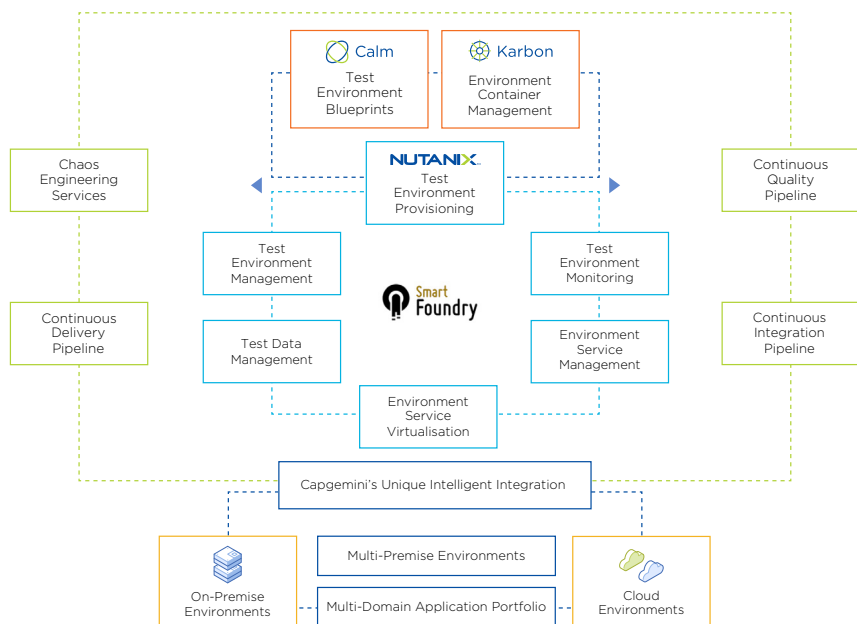 Calm
Test
Environment
Blueprints
Karbon
Environment
Container
Management
NUTANIX
Test
Environment
Provisioning
Chaos
Engineering
Services
Continuous
Quality
Pipeline
Test
Environment
Management
Test
Environment
Monitoring
Smart
Foundry
Continuous
Delivery
Pipeline
Test Data
Management
Environment
Service
Management
Continuous
Integration
Pipeline
Environment
Service
Virtualisation
Capgemini's Unique Intelligent Integration
On-Premise
Environments
Multi-Premise Environments
Multi-Domain Application Portfolio
Cloud
Environments